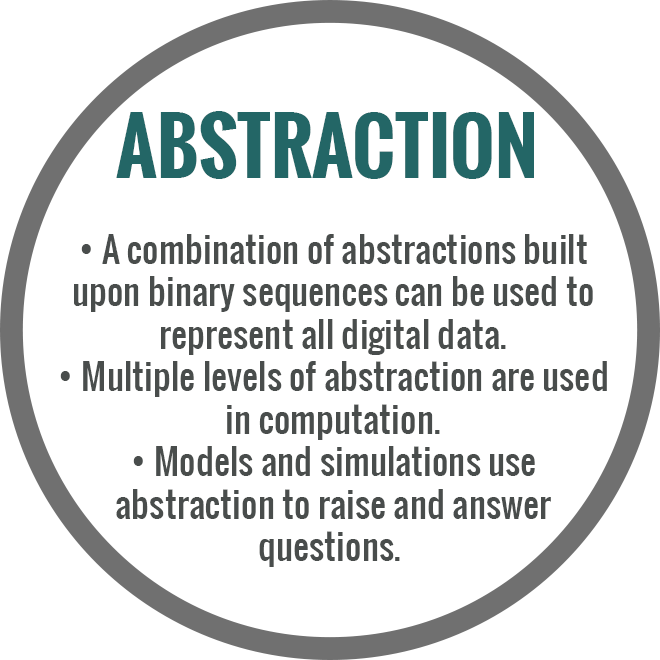 ABSTRACTION
• A combination of abstractions built
upon binary sequences can be used to
represent all digital data.
• Multiple levels of abstraction are used
in computation.
• Models and simulations use
abstraction to raise and answer
questions.